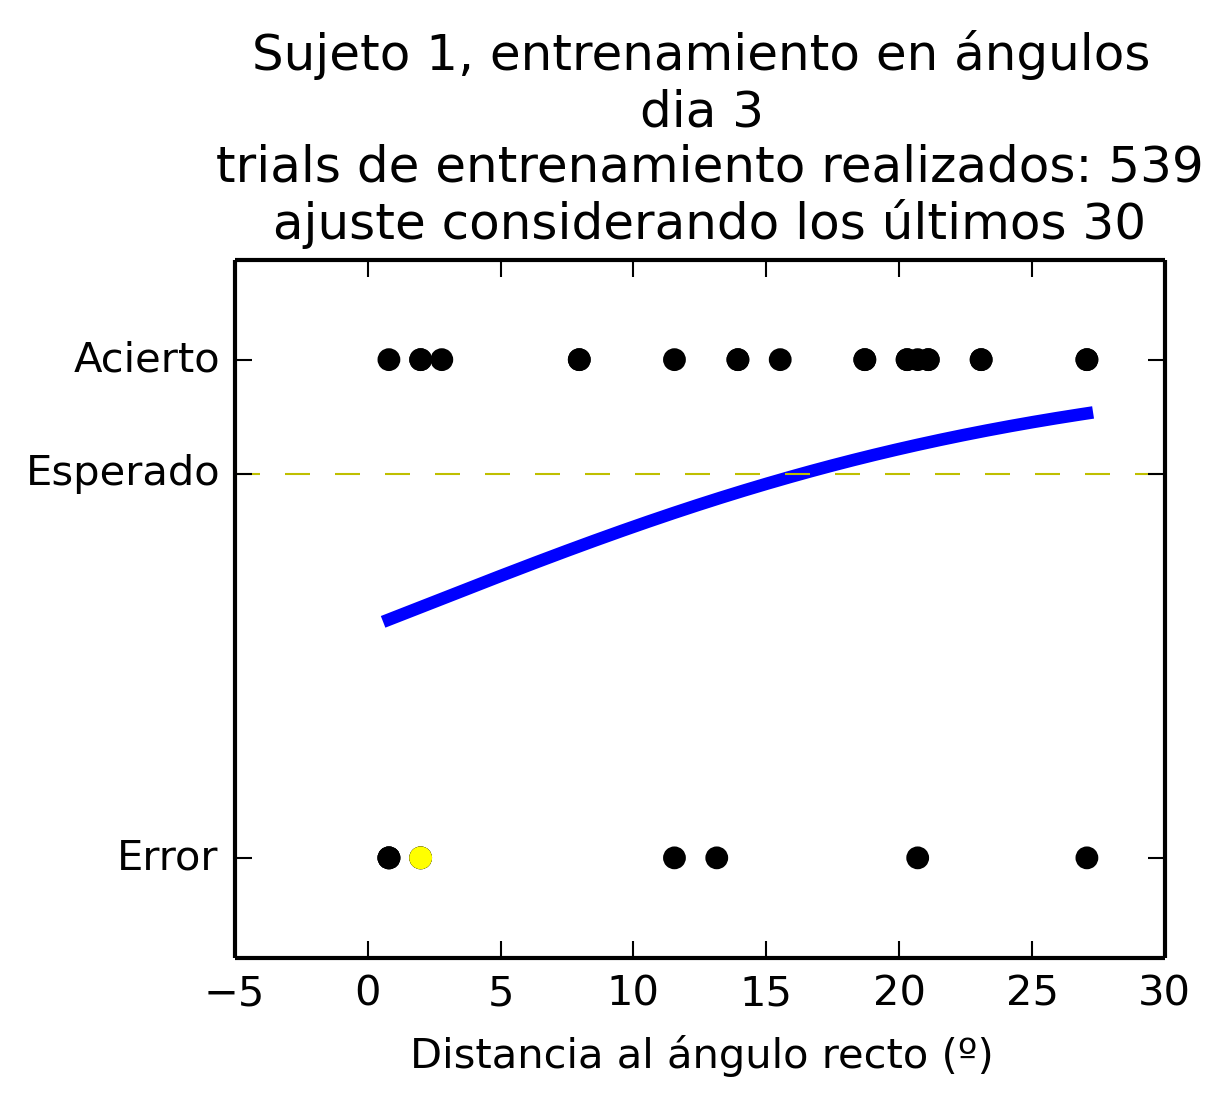 Sujeto 1, entrenamiento en ángulos
dia 3
trials de entrenamiento realizados: 539
ajuste considerando los últimos 30
Acierto
Esperado
Error
−5 0 5 10 15 20 25 30
Distancia al ángulo recto (º)